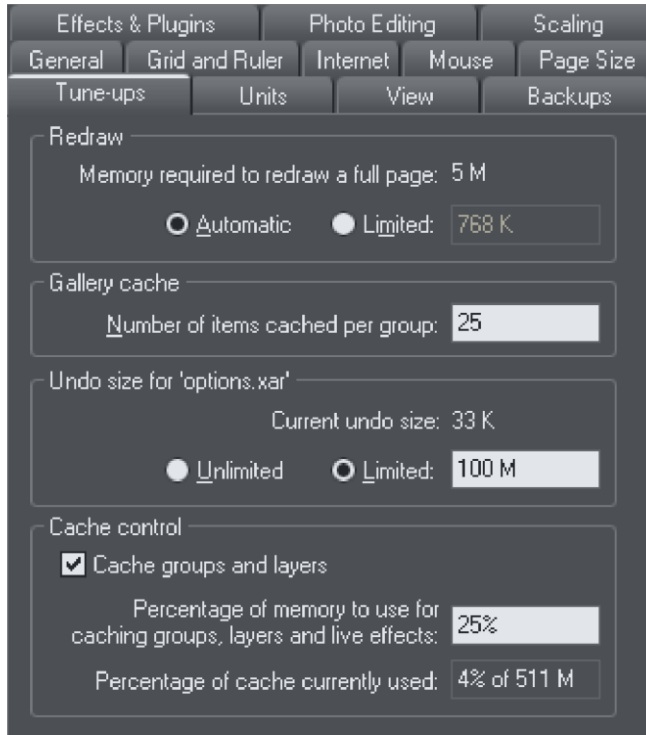 Effects & Plugins Photo Editing Scaling
General Grid and Ruler Internet Mouse Page Size
Tune-ups Units View Backups
Redraw
Memory required to redraw a full page: 5 M
Automatic Limited: 768 K
Gallery cache
Number of items cached per group: 25
Undo size for 'options.xar'
Current undo size: 33 K
Unlimited Limited: 100 M
Cache control
Cache groups and layers
Percentage of memory to use for
caching groups, layers and live effects: 25%
Percentage of cache currently used: 4% of 511 M